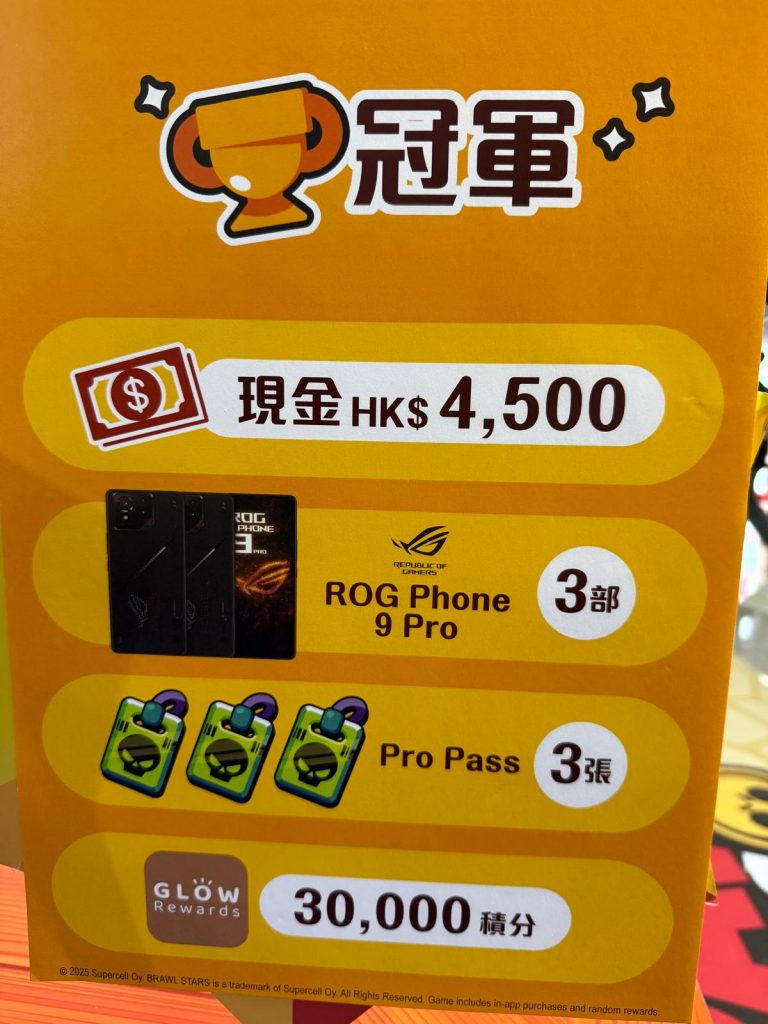 冠軍
$
現金 HK$ 4,500
ROG
PHONE
9 PRO
REPUBLIC OF
GAMERS
ROG Phone
9 Pro
3部
Pro Pass
3張
GLOW
Rewards
30,000 積分
© 2025 Supercell Oy. BRAWL STARS is a trademark of Supercell Oy. All Rights Reserved. Game includes in-app purchases and random rewards.